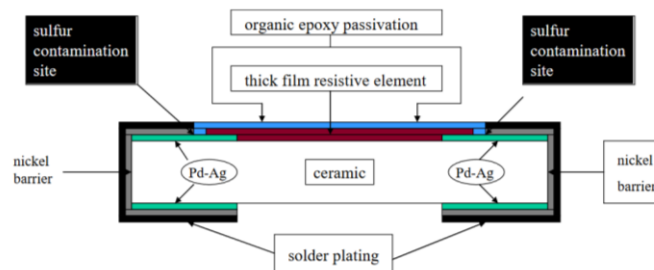 sulfur
contamination
site
organic epoxy passivation
thick film resistive element
sulfur
contamination
site
nickel
barrier
Pd-Ag
ceramic
Pd-Ag
nickel
barrier
solder plating